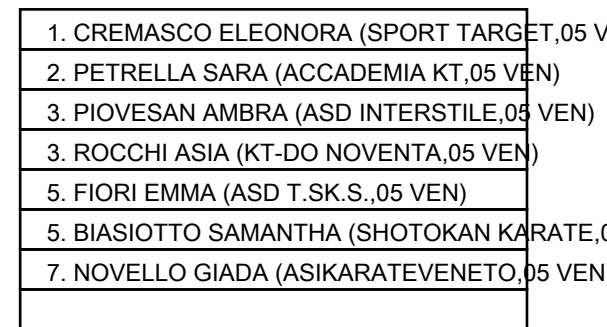 1. CREMASCO ELEONORA (SPORT TARGET,05 V
2. PETRELLA SARA (ACCADEMIA KT,05 VEN)
3. PIOVESAN AMBRA (ASD INTERSTILE,05 VEN)
3. ROCCHI ASIA (KT-DO NOVENTA,05 VEN)
5. FIORI EMMA (ASD T.SK.S.,05 VEN)
5. BIASIOTTO SAMANTHA (SHOTOKAN KARATE,0
7. NOVELLO GIADA (ASIKARATEVENETO,05 VEN)